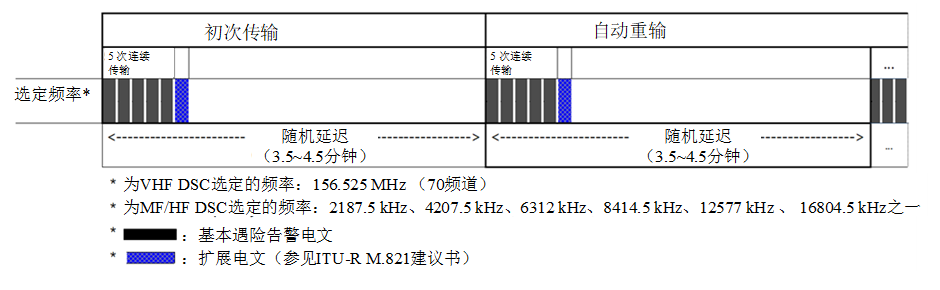 初次传输
自动重输
5 次连续
传输
5 次连续
传输
...
选定频率*
随机延迟
（3.5~4.5分钟）
随机延迟
（3.5~4.5分钟）
...
* 为VHF DSC选定的频率：156.525 MHz （70频道）
* 为MF/HF DSC选定的频率：2187.5 kHz、4207.5 kHz、6312 kHz、8414.5 kHz、12577 kHz 、 16804.5 kHz之一
* ：基本遇险告警电文
* ：扩展电文（参见ITU-R M.821建议书）